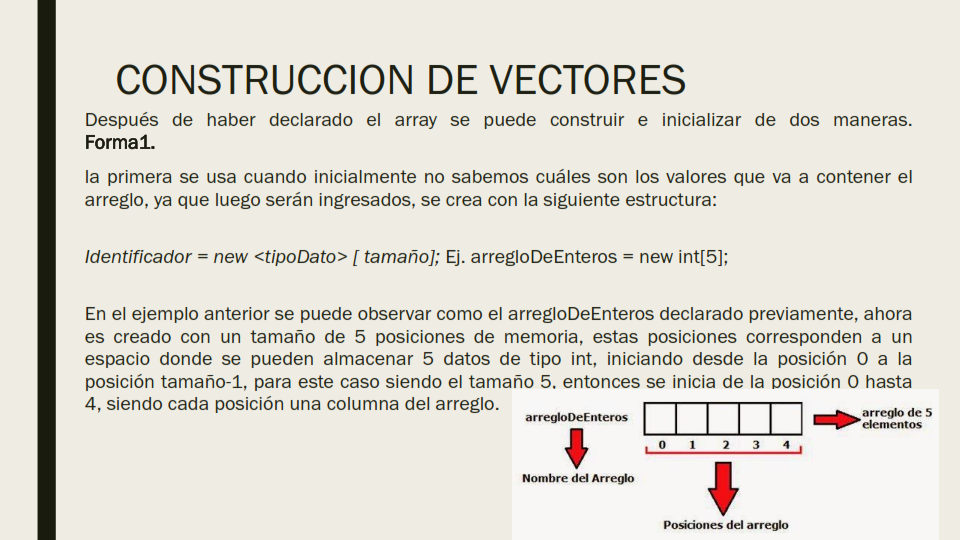 CONSTRUCCION DE VECTORES
Después de haber declarado el array se puede construir e inicializar de dos maneras.
Forma1.
la primera se usa cuando inicialmente no sabemos cuáles son los valores que va a contener el
arreglo, ya que luego serán ingresados, se crea con la siguiente estructura:
Identificador = new <tipoDato> [ tamaño]; Ej. arregloDeEnteros = new int[5];
En el ejemplo anterior se puede observar como el arregloDeEnteros declarado previamente, ahora
es creado con un tamaño de 5 posiciones de memoria, estas posiciones corresponden a un
espacio donde se pueden almacenar 5 datos de tipo int, iniciando desde la posición 0 a la
posición tamaño-1, para este caso siendo el tamaño 5, entonces se inicia de la posición 0 hasta
4, siendo cada posición una columna del arreglo.
arregloDeEnteros
arreglo de 5
elementos
0 1 2 3 4
Nombre del Arreglo
Posiciones del arreglo